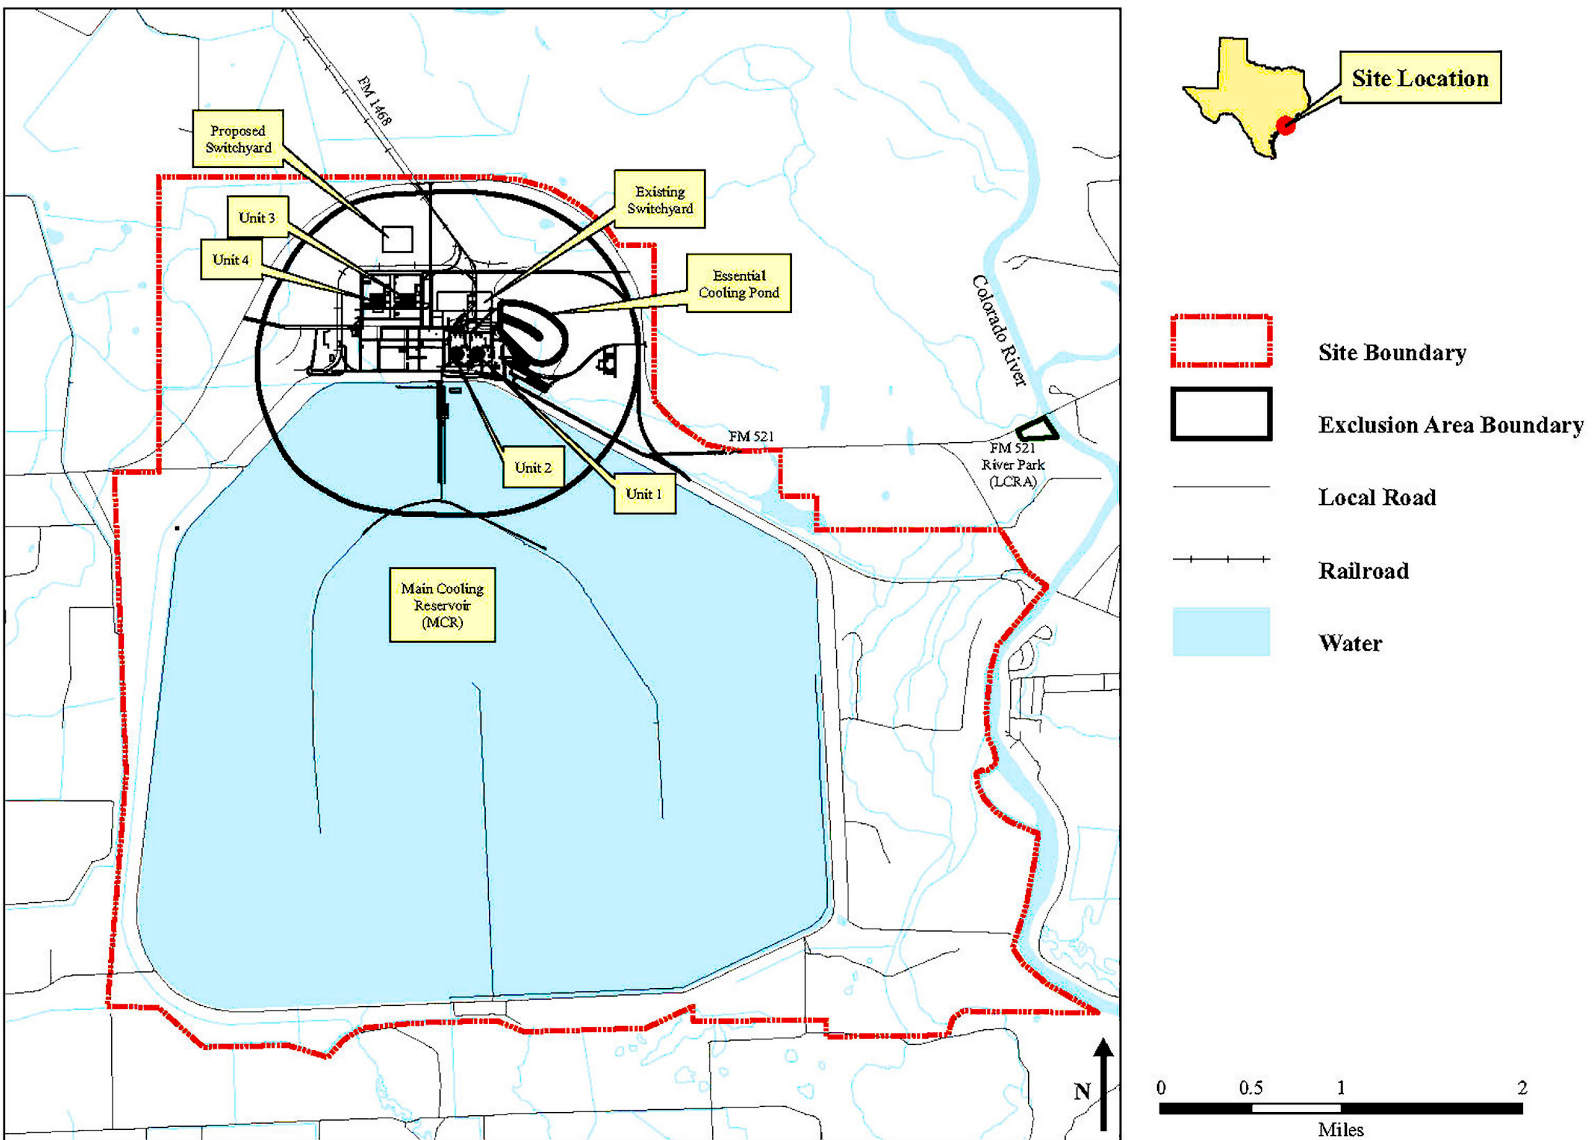 FM 1468
Proposed
Switchyard
Unit 3
Unit 4
Existing
Switchyard
Essential
Cooling Pond
Colorado River
FM 521
FM 521
River Park
(LCRA)
Unit 2
Unit 1
Main Cooling
Reservoir
(MCR)
N
Site Location
Site Boundary
Exclusion Area Boundary
Local Road
Railroad
Water
0 0.5 1 2
Miles